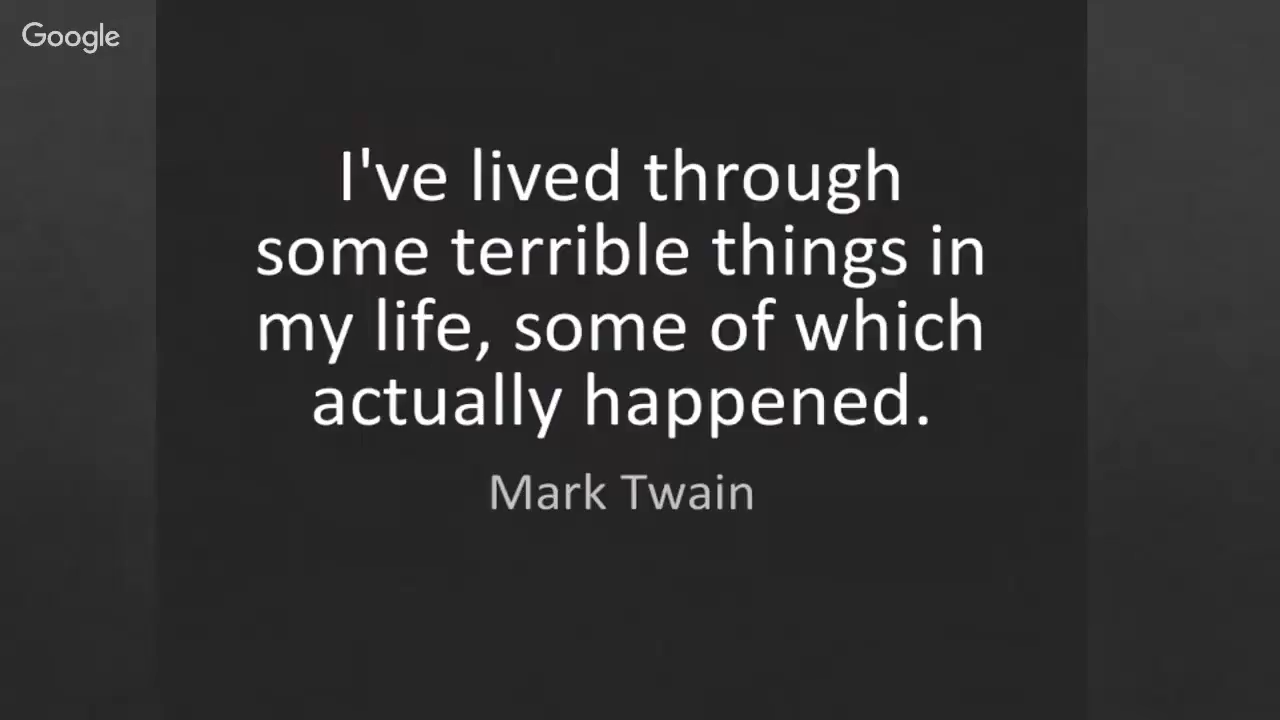 Google
I've lived through
some terrible things in
my life, some of which
actually happened.
Mark Twain